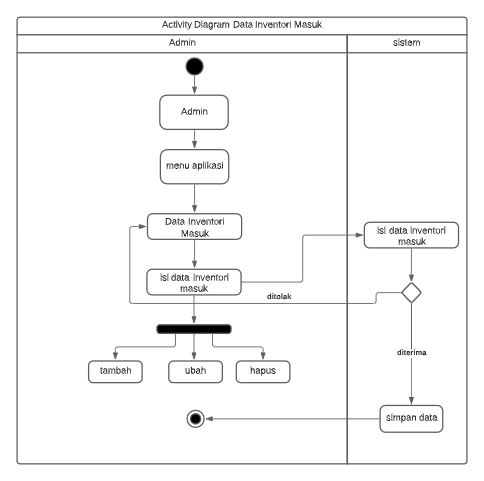 Activity Diagram Data Inventori Masuk
Admin
sistem
Admin
menu aplikasi
Data Inventori
Masuk
isi data inventori
masuk
isi data inventori
masuk
ditolak
diterima
tambah
ubah
hapus
simpan data